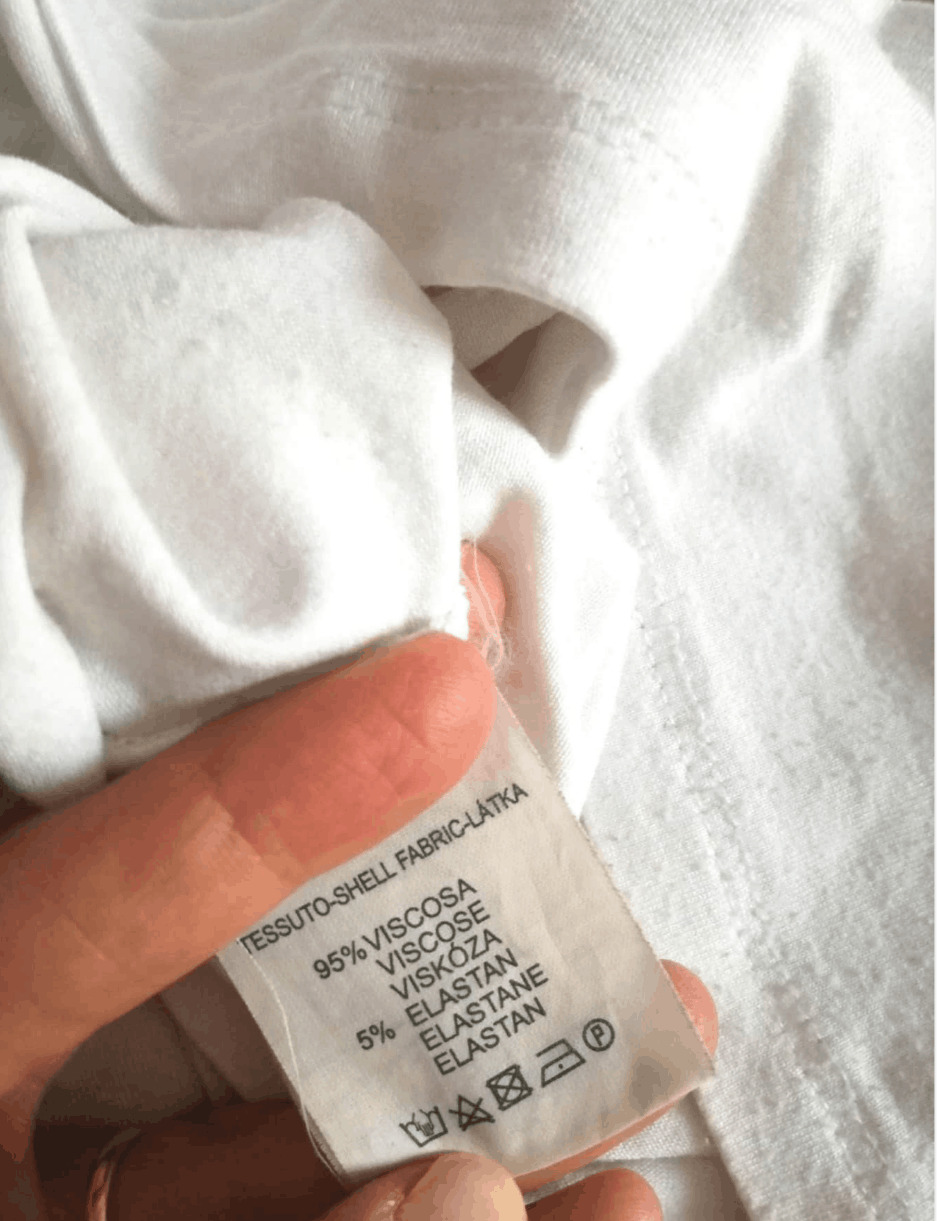 TESSUTO-SHELL FABRIC-LÁTKA
95% VISCOSA
VISCOSE
VISKÓZA
5% ELASTAN
ELASTANE
ELASTAN
P